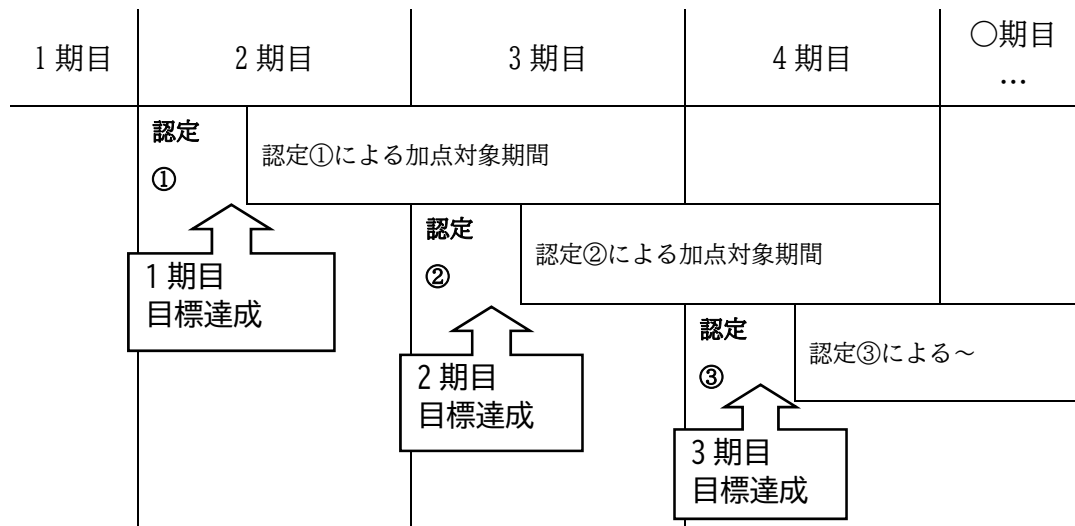 1期目
2期目
3期目
4期目
〇期目
…
認定
①
認定①による加点対象期間
1期目
目標達成
認定
②
認定②による加点対象期間
2期目
目標達成
認定
③
認定③による～
3期目
目標達成